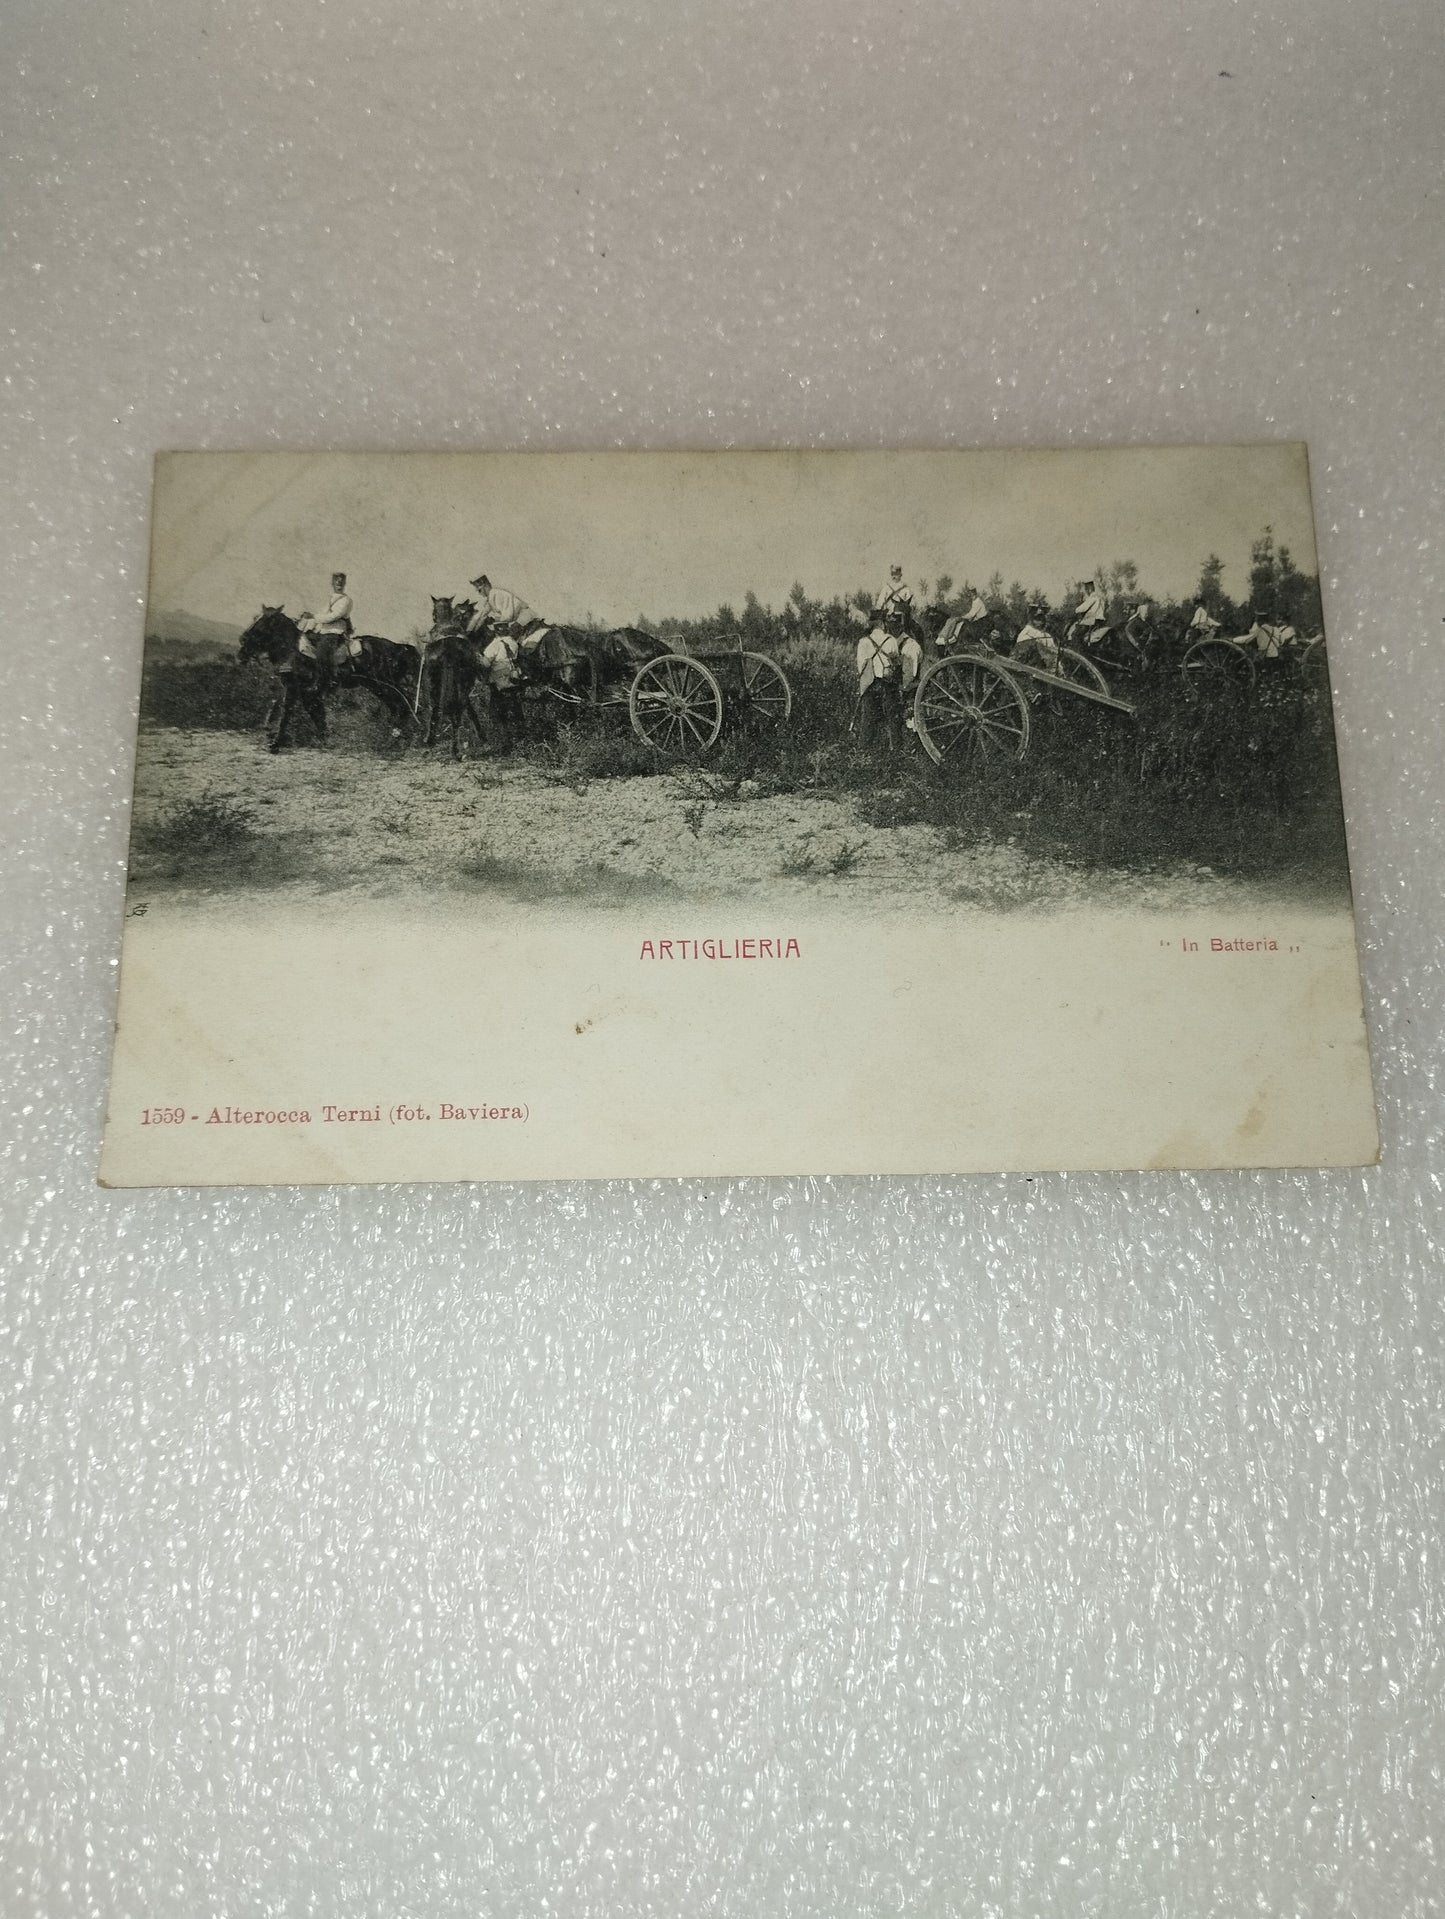 ARTIGLIERIA
“ In Batteria „
1559 - Alterocca Terni (fot. Baviera)